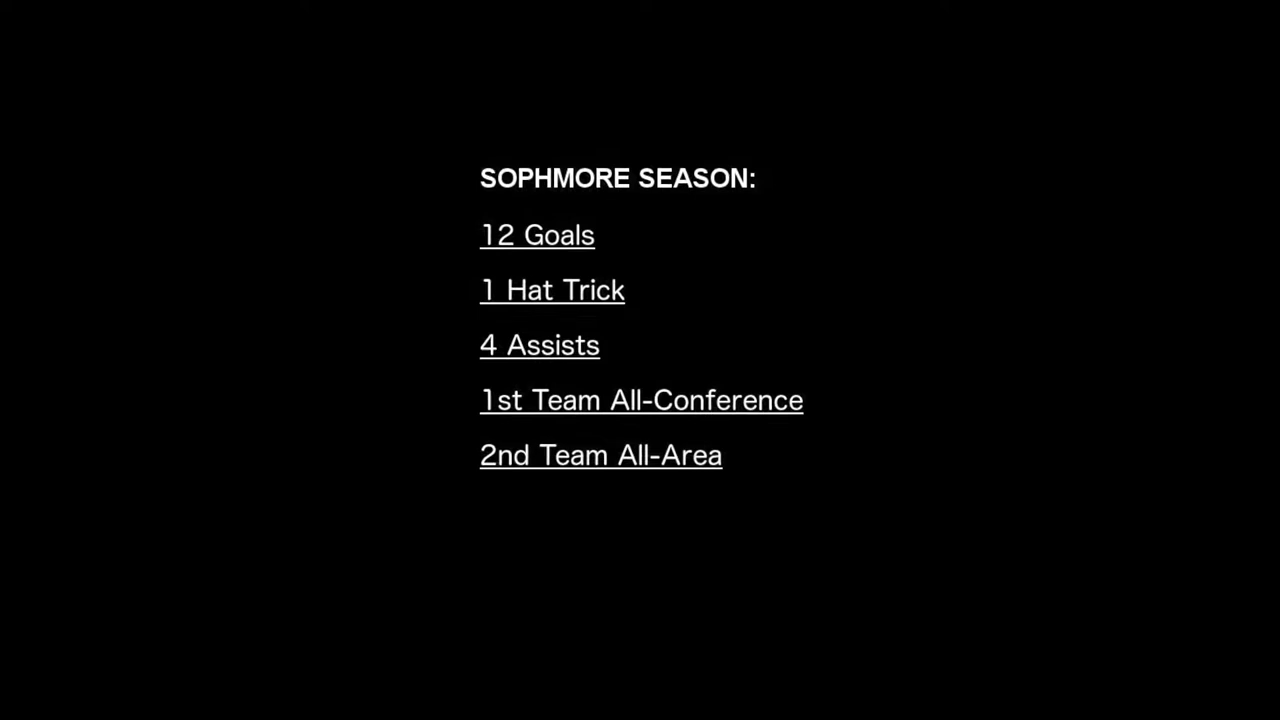 SOPHMORE SEASON:
12 Goals
1 Hat Trick
4 Assists
1st Team All-Conference
2nd Team All-Area